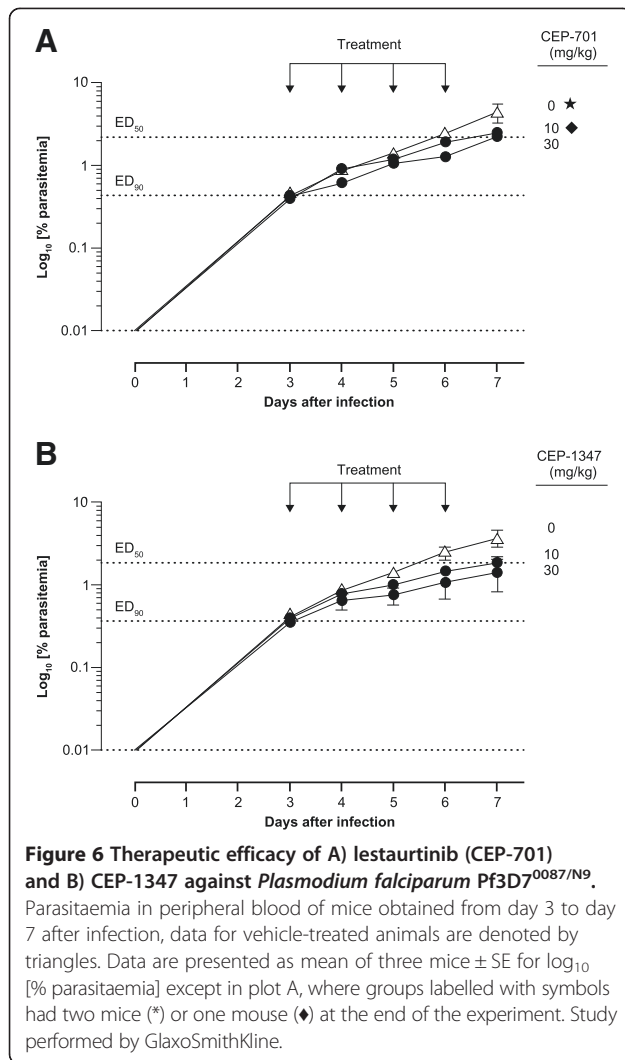 A
Treatment
CEP-701
(mg/kg)
10
1
0.1
0.01
Log10 [% parasitemia]
ED50
ED90
0 ★
10 ◆
30
0 1 2 3 4 5 6 7
Days after infection
B
Treatment
CEP-1347
(mg/kg)
10
1
0.1
0.01
Log10 [% parasitemia]
ED50
ED90
0
10
30
0 1 2 3 4 5 6 7
Days after infection
Figure 6 Therapeutic efficacy of A) lestaurtinib (CEP-701)
and B) CEP-1347 against Plasmodium falciparum Pf3D7^0087/N9.
Parasitaemia in peripheral blood of mice obtained from day 3 to day
7 after infection, data for vehicle-treated animals are denoted by
triangles. Data are presented as mean of three mice ± SE for log10
[% parasitaemia] except in plot A, where groups labelled with symbols
had two mice (*) or one mouse (♦) at the end of the experiment. Study
performed by GlaxoSmithKline.